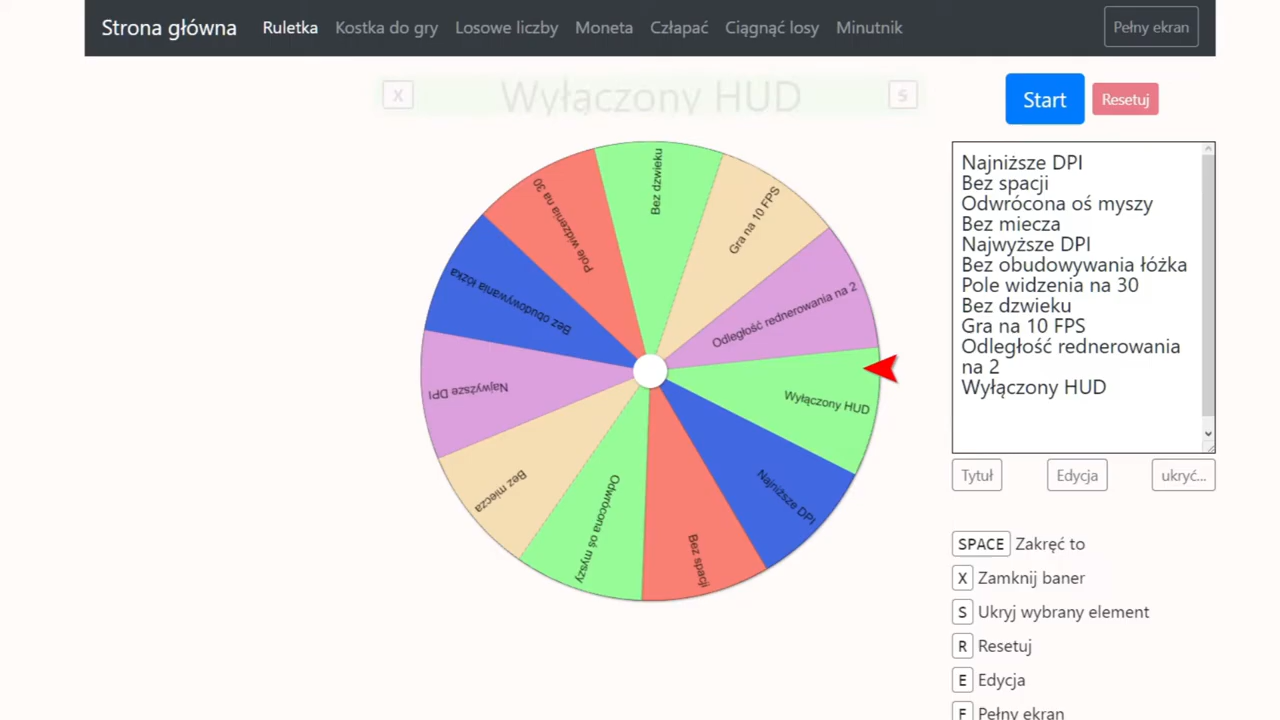 Strona główna Ruletka Kostka do gry Losowe liczby Moneta Człapać Ciągnąć losy Minutnik Pełny ekran
X Wyłączony HUD S
Start Resetuj
Bez dzwieku
Gra na 10 FPS
Odległość rednerowania na 2
Wyłączony HUD
Najniższe DPI
Bez spacji
Odwrócona oś myszy
Bez miecza
Najwyższe DPI
Bez obudowywania łóżka
Pole widzenia na 30
Najniższe DPI
Bez spacji
Odwrócona oś myszy
Bez miecza
Najwyższe DPI
Bez obudowywania łóżka
Pole widzenia na 30
Bez dzwieku
Gra na 10 FPS
Odległość rednerowania
na 2
Wyłączony HUD
Tytuł Edycja ukryć...
SPACE Zakręć to
X Zamknij baner
S Ukryj wybrany element
R Resetuj
E Edycja
F Pełny ekran